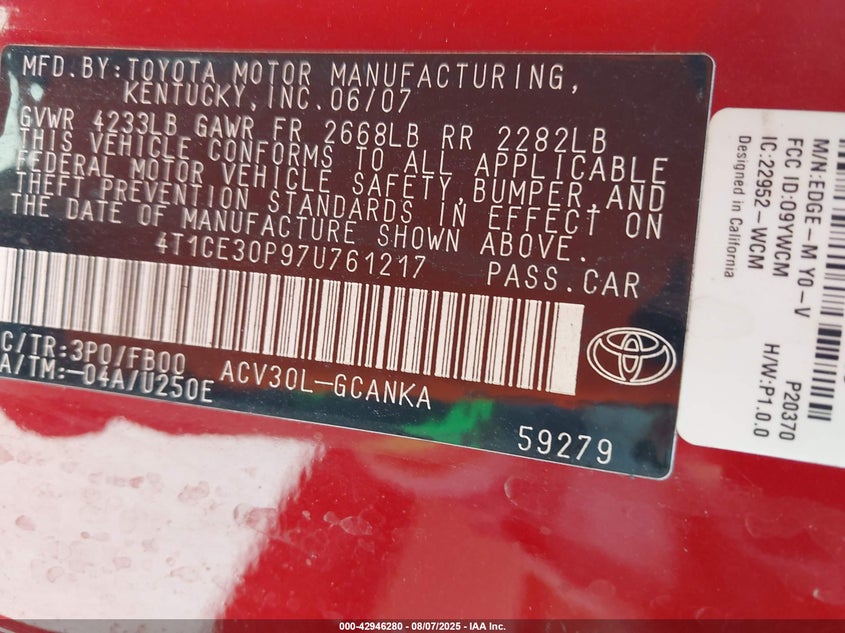 MFD.BY:TOYOTA MOTOR MANUFACTURING,
KENTUCKY,INC.06/07
GVWR 4233LB GAWR FR 2668LB RR 2282LB
THIS VEHICLE CONFORMS TO ALL APPLICABLE
FEDERAL MOTOR VEHICLE SAFETY,BUMPER,AND
THEFT PREVENTION STANDARDS IN EFFECT ON
THE DATE OF MANUFACTURE SHOWN ABOVE.
4T1CE30P97U761217 PASS.CAR
C/TR:3P0/FB00
A/TM:-04A/U250E
ACV30L-GCANKA
59279
M/N:EDGE-M Y0-V
FCC ID:09YWCM
IC:22952-WCM
Designed in California
P20370
H/W:P1.0.0
000-42946280 - 08/07/2025 - IAA Inc.